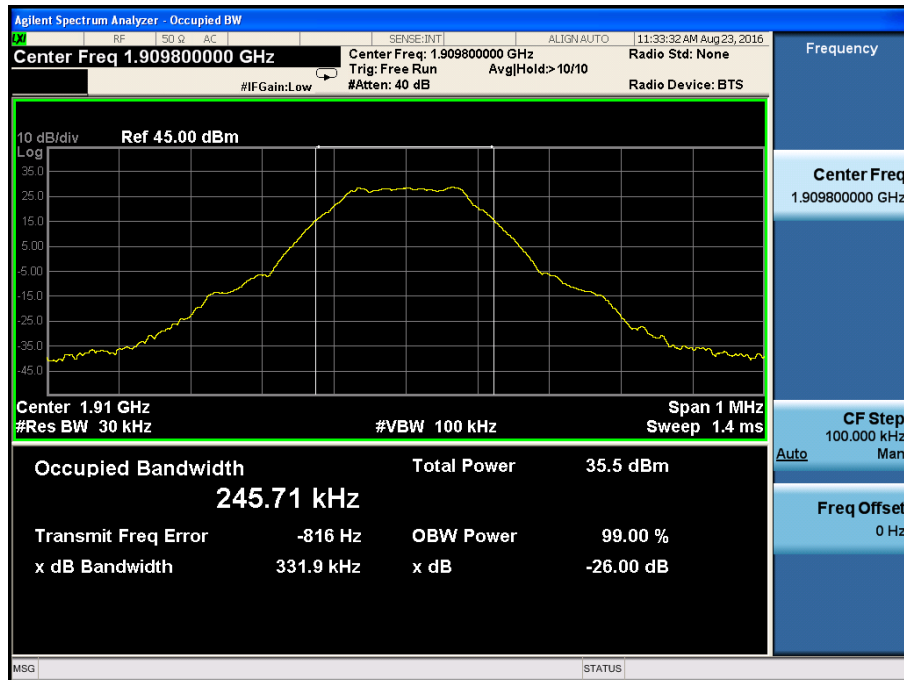 Agilent Spectrum Analyzer - Occupied BW
LXI RF 50 Ω AC SENSE:INT ALIGN AUTO 11:33:32 AM Aug 23, 2016
Center Freq 1.909800000 GHz
Center Freq: 1.909800000 GHz
Radio Std: None
Trig: Free Run Avg|Hold:>10/10
#IFGain:Low
#Atten: 40 dB
Radio Device: BTS
10 dB/div Ref 45.00 dBm
Log
35.0
25.0
15.0
5.00
-5.00
-15.0
-25.0
-35.0
-45.0
Center 1.91 GHz Span 1 MHz
#Res BW 30 kHz #VBW 100 kHz Sweep 1.4 ms
Occupied Bandwidth Total Power 35.5 dBm
245.71 kHz
Transmit Freq Error -816 Hz OBW Power 99.00 %
x dB Bandwidth 331.9 kHz x dB -26.00 dB
MSG STATUS
Frequency
Center Freq
1.909800000 GHz
CF Step
100.000 kHz
Auto Man
Freq Offset
0 Hz